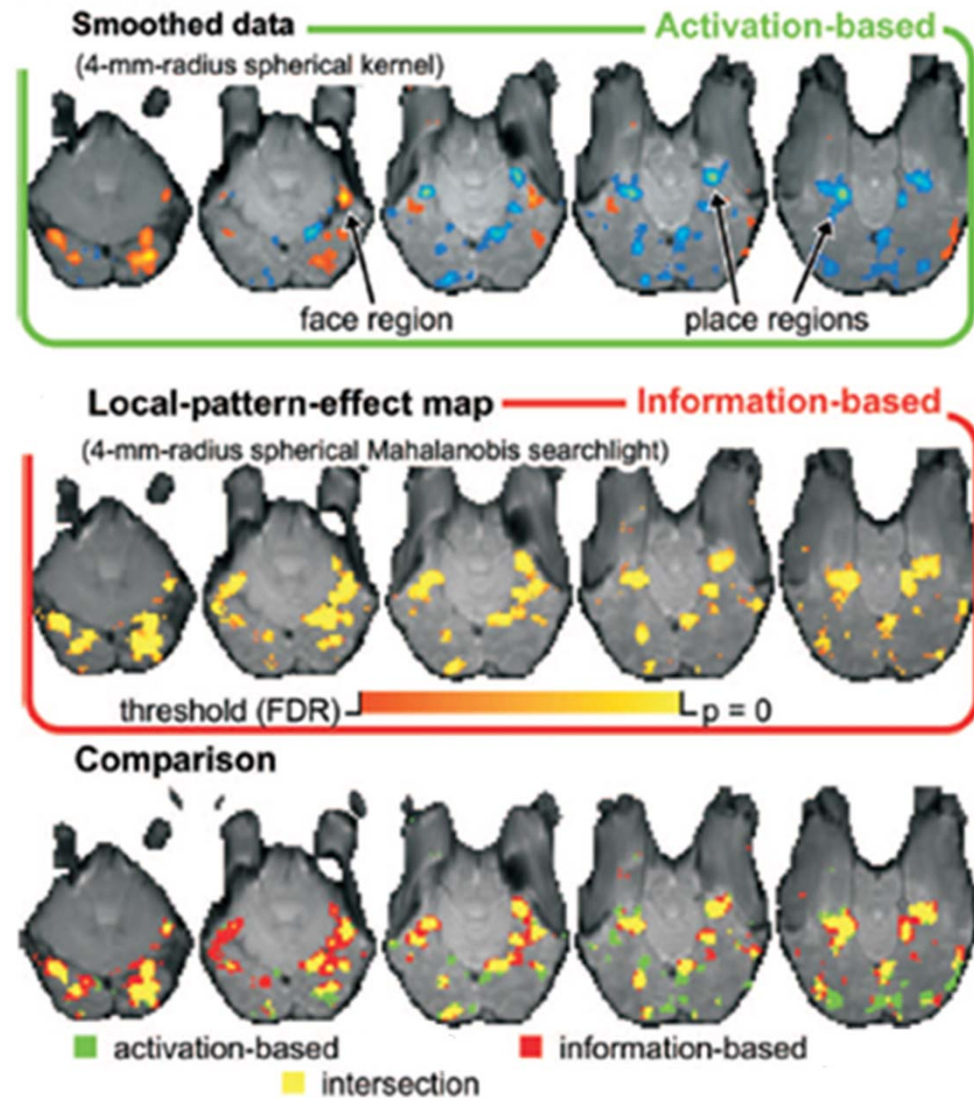 Smoothed data Activation-based
(4-mm-radius spherical kernel)
face region place regions
Local-pattern-effect map Information-based
(4-mm-radius spherical Mahalanobis searchlight)
threshold (FDR) p = 0
Comparison
activation-based information-based
intersection